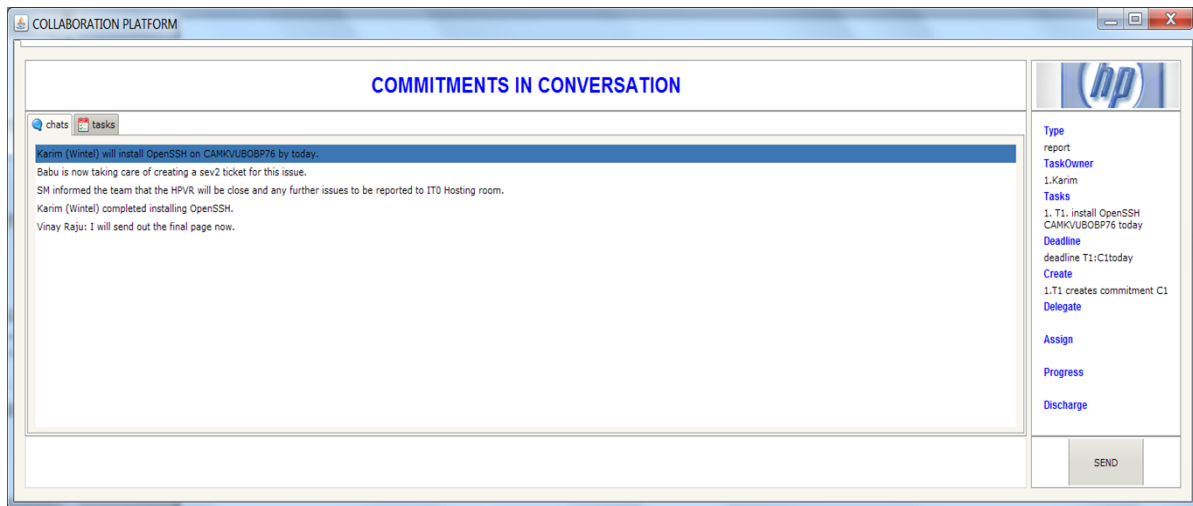 COLLABORATION PLATFORM
COMMITMENTS IN CONVERSATION
hp
chats tasks
Karim (Wintel) will install OpenSSH on CAMKVUBOBP76 by today.
Babu is now taking care of creating a sev2 ticket for this issue.
SM informed the team that the HPVR will be close and any further issues to be reported to IT0 Hosting room.
Karim (Wintel) completed installing OpenSSH.
Vinay Raju: I will send out the final page now.
Type
report
TaskOwner
1.Karim
Tasks
1. T1. install OpenSSH
CAMKVUBOBP76 today
Deadline
deadline T1:C1today
Create
1.T1 creates commitment C1
Delegate
Assign
Progress
Discharge
SEND